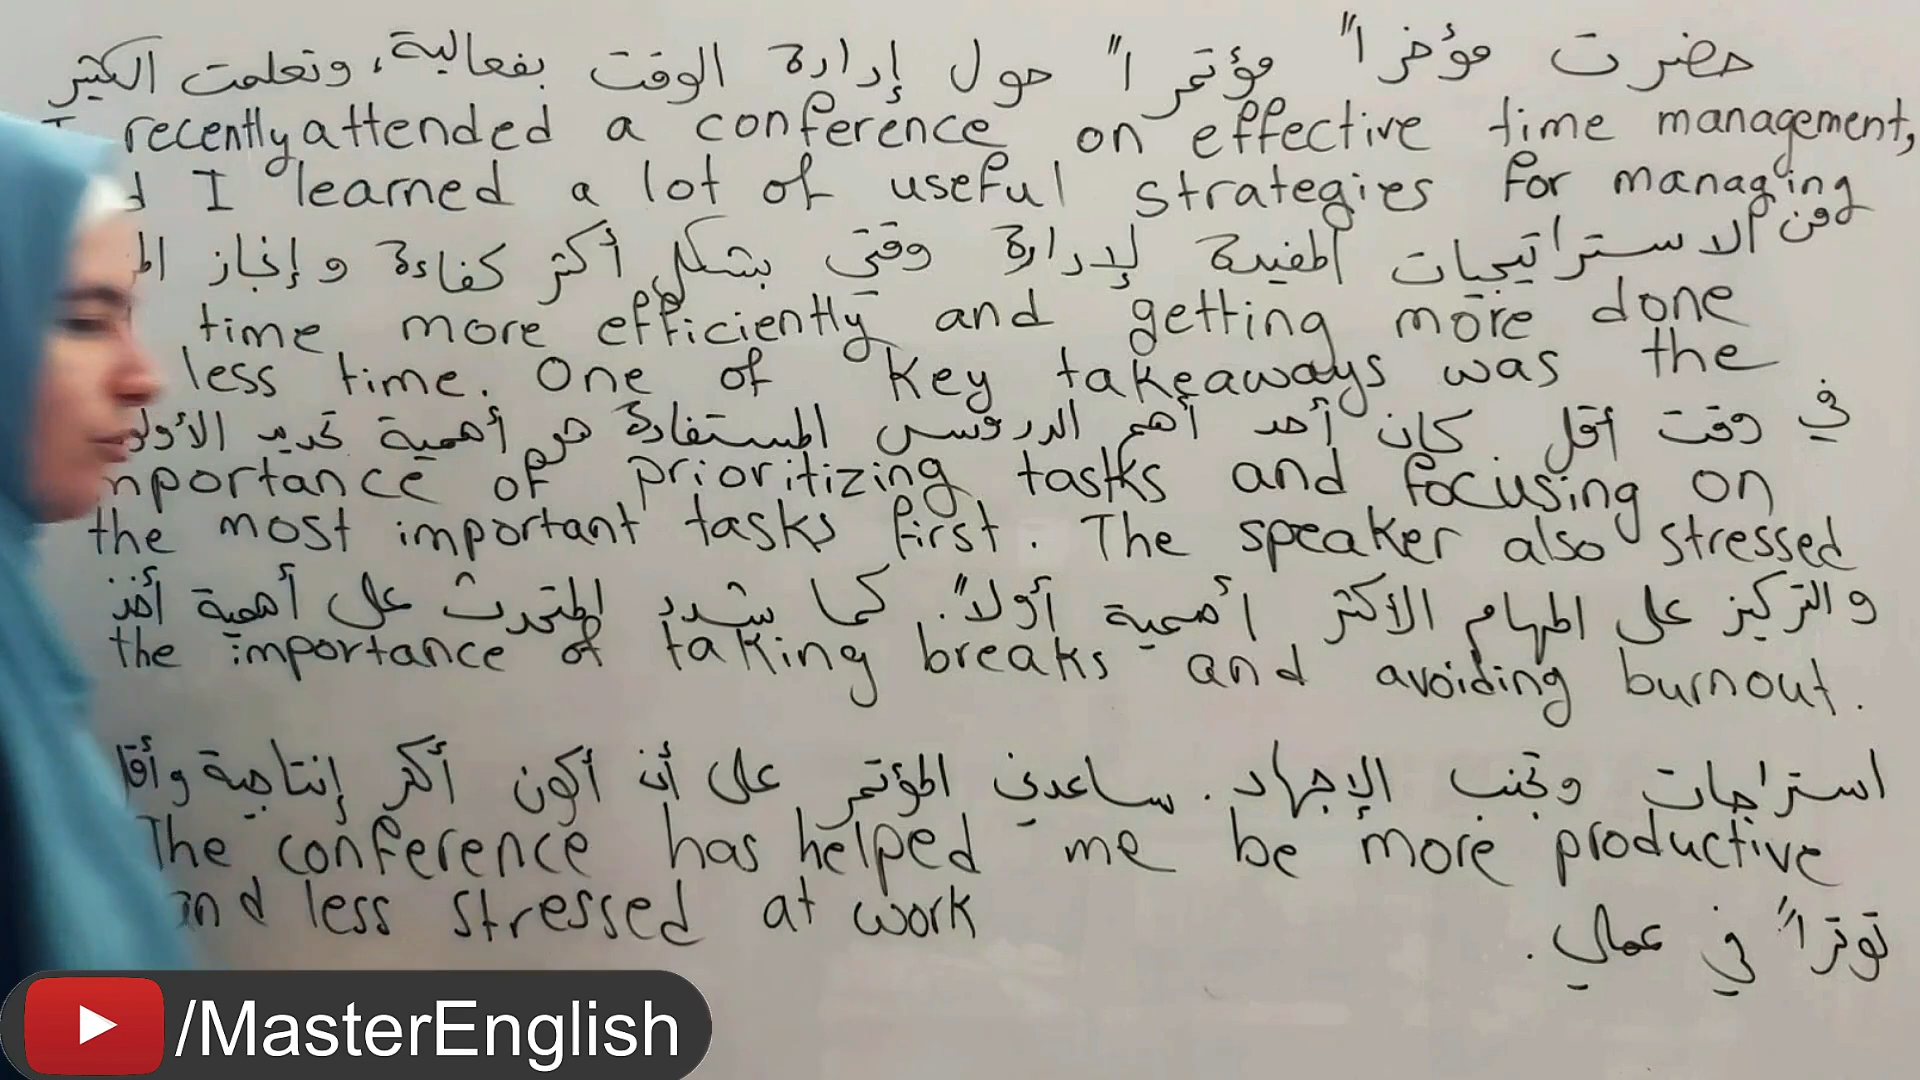 حضرت مؤخراً مؤتمراً حول إدارة الوقت بفعالية، وتعلمت الكثير
I recently attended a conference on effective time management,
I learned a lot of useful strategies for managing
من الاستراتيجيات المفيدة لإدارة وقتي بشكل أكثر كفاءة وإنجاز
time more efficiently and getting more done
less time. One of key takeaways was the
في وقت أقل. كان أحد أهم الدروس المستفادة هو أهمية تحديد
of prioritizing tasks and focusing on
the most important tasks first. The speaker also stressed
والتركيز على المهام الأكثر أهمية أولاً. كما شدد المتحدث على أهمية أخذ
the importance of taking breaks and avoiding burnout.
استراجات وتجنب الإجهاد. ساعدني المؤتمر على أن أكون أكثر إنتاجية
The conference has helped me be more productive
and less stressed at work
توتراً في عملي.
/MasterEnglish